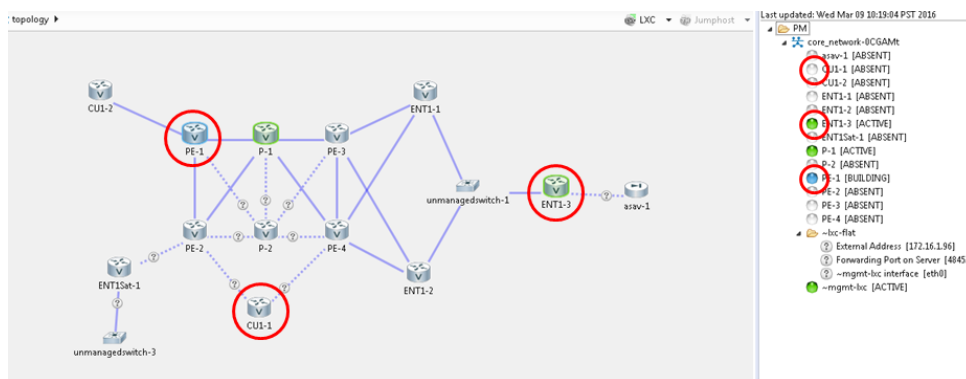 topology
LXC
Jumphost
Last updated: Wed Mar 09 10:19:04 PST 2016
PM
core_network-0CGAMt
asav-1 [ABSENT]
CU1-1 [ABSENT]
CU1-2 [ABSENT]
ENT1-1 [ABSENT]
ENT1-2 [ABSENT]
ENT1-3 [ACTIVE]
ENT1Sat-1 [ABSENT]
P-1 [ACTIVE]
P-2 [ABSENT]
PE-1 [BUILDING]
PE-2 [ABSENT]
PE-3 [ABSENT]
PE-4 [ABSENT]
~lxc-flat
External Address [172.16.1.96]
Forwarding Port on Server [4845
~mgmt-lxc interface [eth0]
~mgmt-lxc [ACTIVE]
CU1-2
ENT1-1
PE-1
P-1
PE-3
unmanagedswitch-1
ENT1-3
asav-1
PE-2
P-2
PE-4
ENT1Sat-1
ENT1-2
CU1-1
unmanagedswitch-3